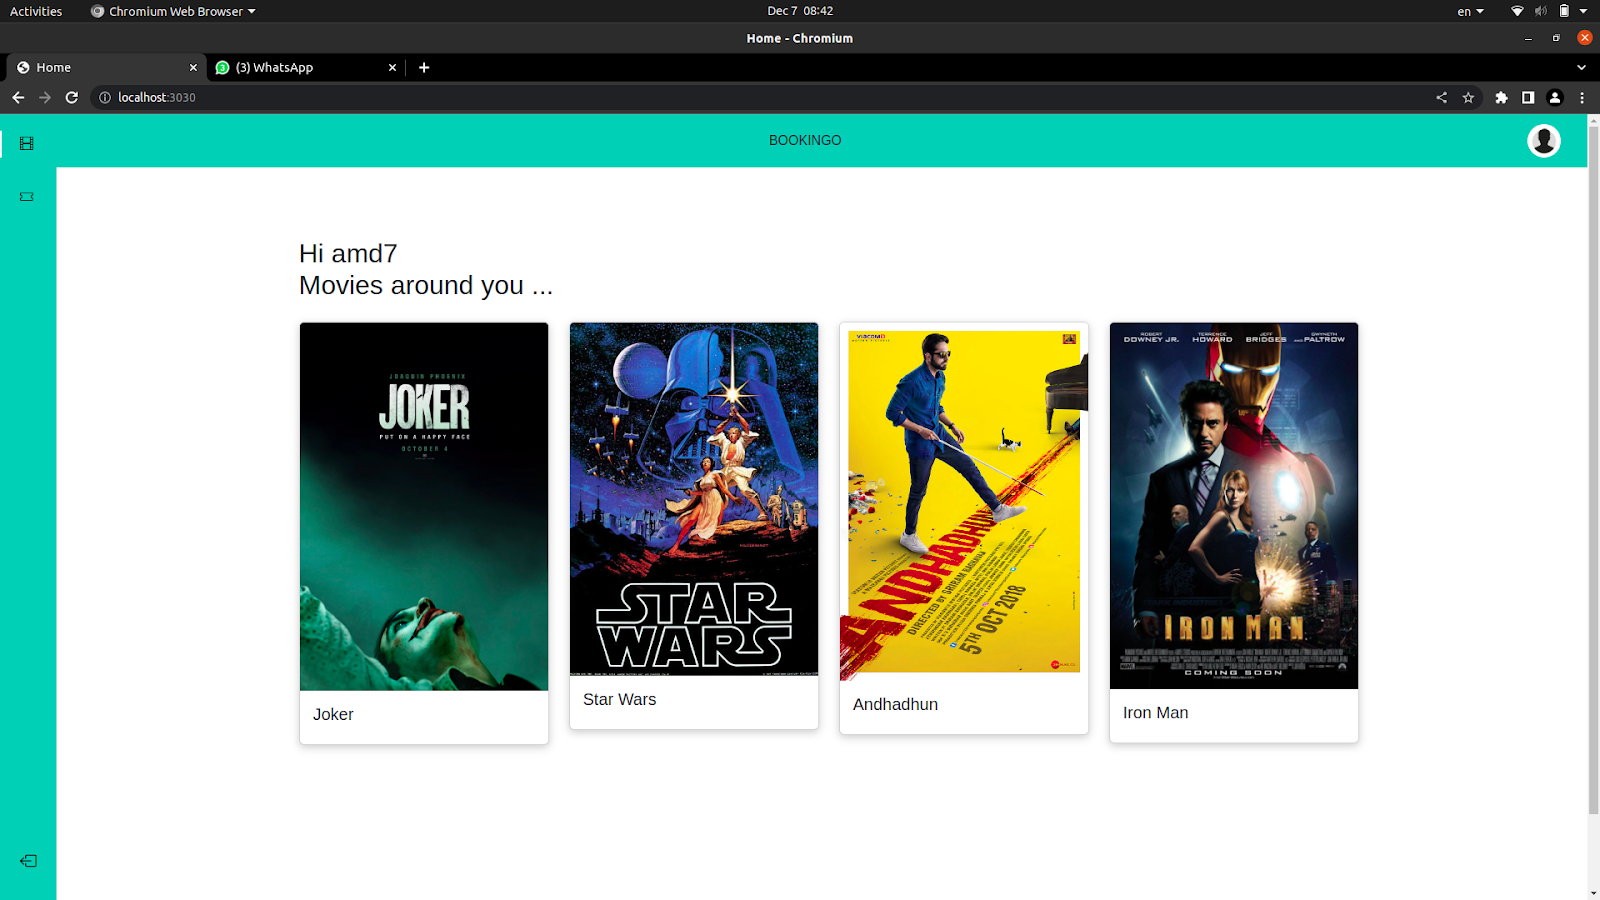 Activities
Chromium Web Browser
Dec 7 08:42
en
Home - Chromium
Home
(3) WhatsApp
localhost:3030
BOOKINGO
Hi amd7
Movies around you ...
JOAQUIN PHOENIX
JOKER
PUT ON A HAPPY FACE
OCTOBER 4
Joker
STAR
WARS
Star Wars
VIACOM18
ANDHADHUN
DIRECTED BY SRIRAM RAGHAVAN
5TH OCT 2018
Andhadhun
ROBERT DOWNEY JR.
TERRENCE HOWARD
JEFF BRIDGES
AND GWYNETH PALTROW
IRON MAN
COMING SOON
Iron Man